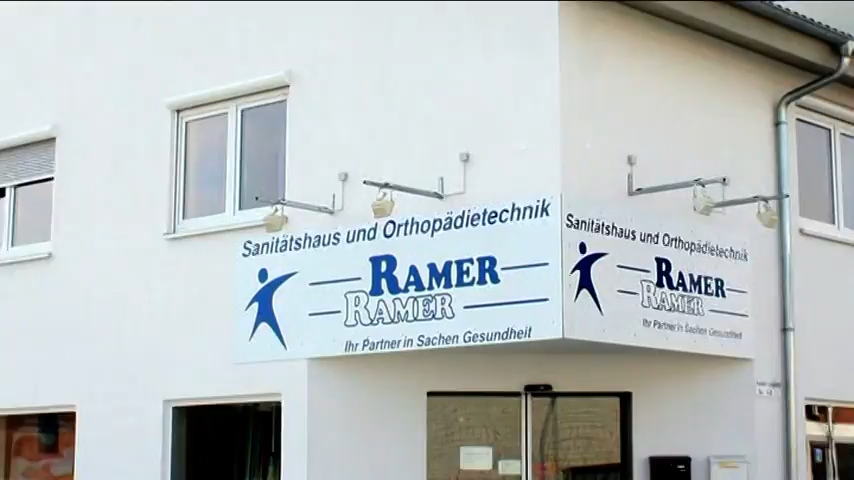 Sanitätshaus und Orthopädietechnik
RAMER
RAMER
Ihr Partner in Sachen Gesundheit
Sanitätshaus und Orthopädietechnik
RAMER
RAMER
Ihr Partner in Sachen Gesundheit